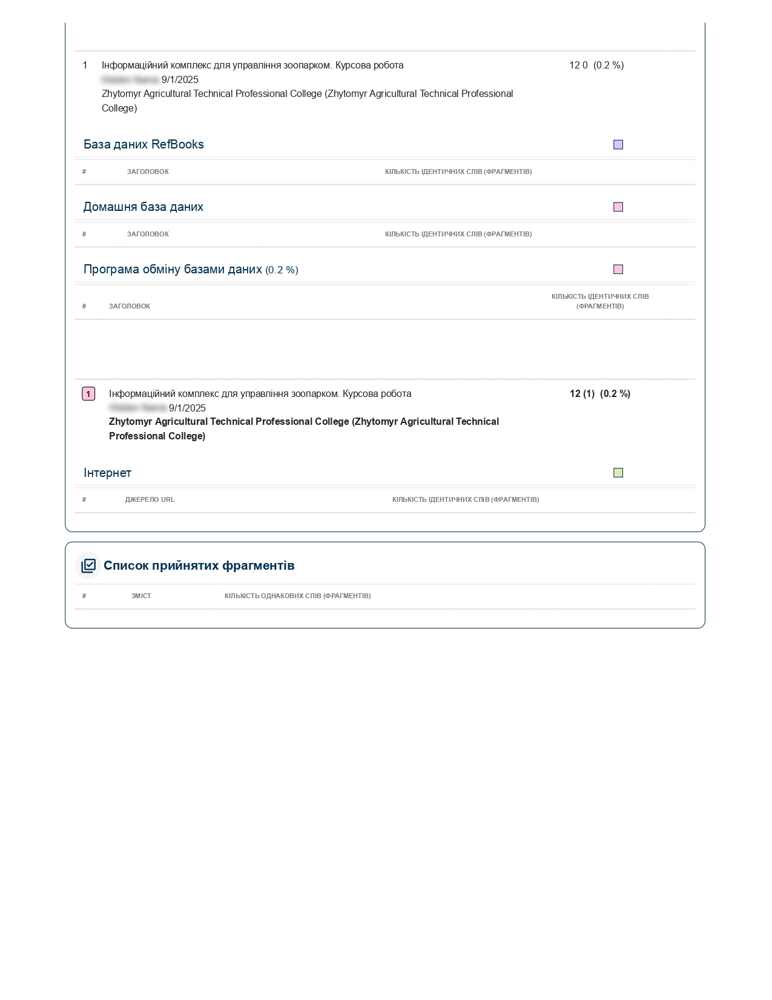 1 Інформаційний комплекс для управління зоопарком. Курсова робота 12 0 (0.2 %)
9/1/2025
Zhytomyr Agricultural Technical Professional College (Zhytomyr Agricultural Technical Professional
College)
База даних RefBooks
# ЗАГОЛОВОК КІЛЬКІСТЬ ІДЕНТИЧНИХ СЛІВ (ФРАГМЕНТІВ)
Домашня база даних
# ЗАГОЛОВОК КІЛЬКІСТЬ ІДЕНТИЧНИХ СЛІВ (ФРАГМЕНТІВ)
Програма обміну базами даних (0.2 %)
# ЗАГОЛОВОК КІЛЬКІСТЬ ІДЕНТИЧНИХ СЛІВ
(ФРАГМЕНТІВ)
1 Інформаційний комплекс для управління зоопарком. Курсова робота 12 (1) (0.2 %)
9/1/2025
Zhytomyr Agricultural Technical Professional College (Zhytomyr Agricultural Technical
Professional College)
Інтернет
# ДЖЕРЕЛО URL КІЛЬКІСТЬ ІДЕНТИЧНИХ СЛІВ (ФРАГМЕНТІВ)
Список прийнятих фрагментів
# ЗМІСТ КІЛЬКІСТЬ ОДНАКОВИХ СЛІВ (ФРАГМЕНТІВ)